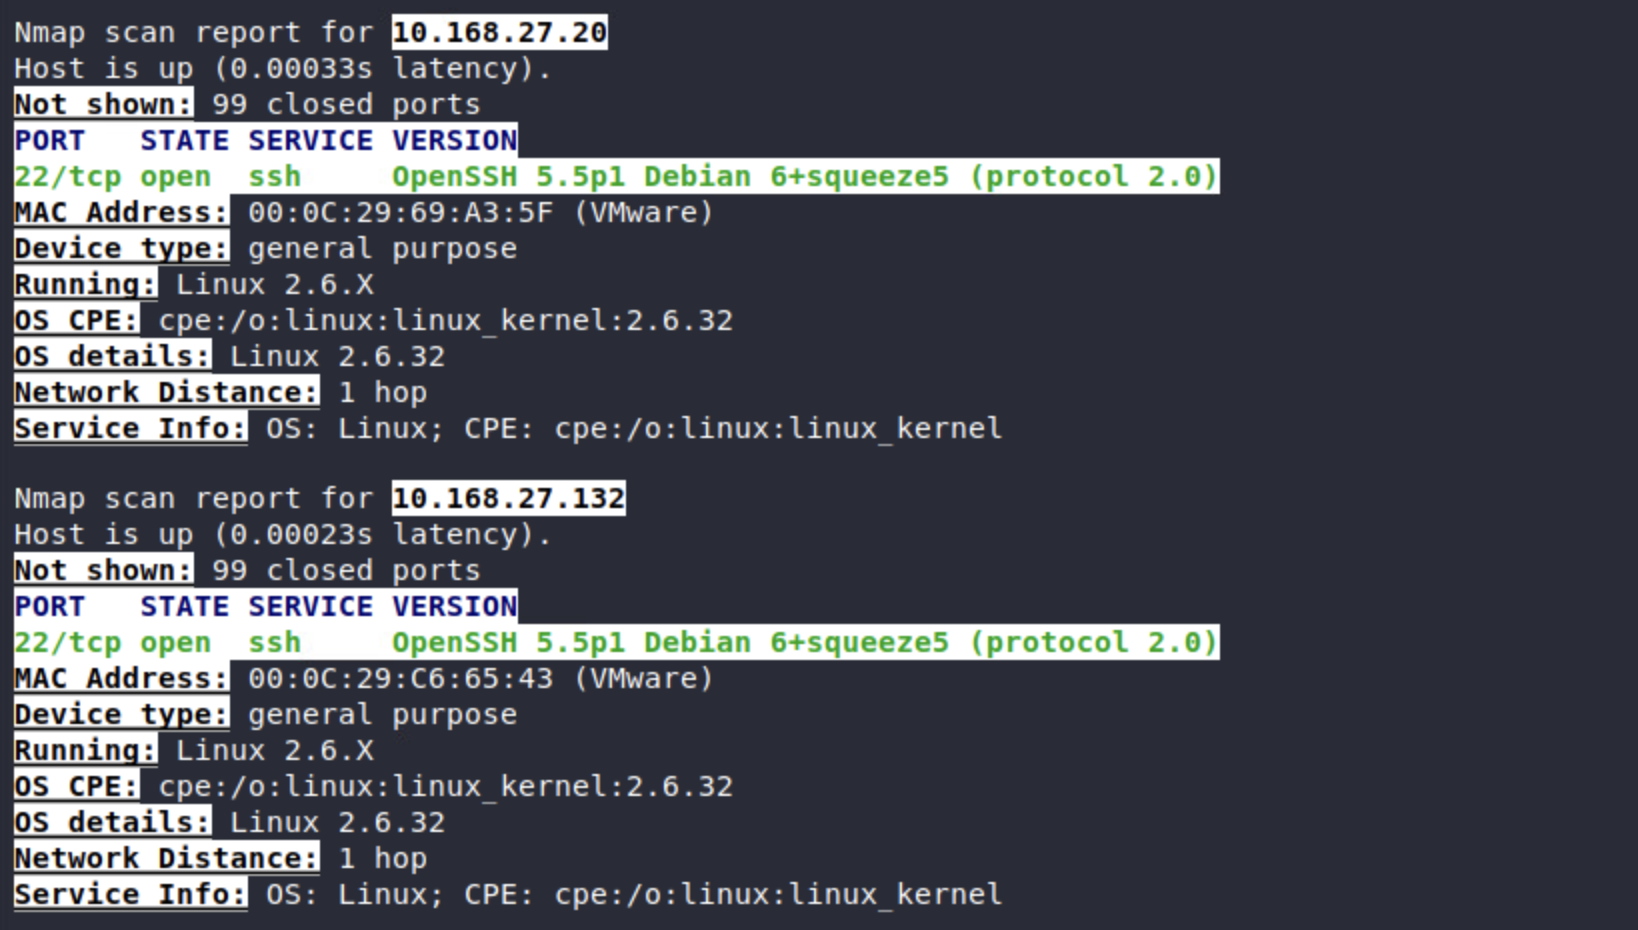 Nmap scan report for 10.168.27.20
Host is up (0.00033s latency).
Not shown: 99 closed ports
PORT   STATE SERVICE VERSION
22/tcp open  ssh     OpenSSH 5.5p1 Debian 6+squeeze5 (protocol 2.0)
MAC Address: 00:0C:29:69:A3:5F (VMware)
Device type: general purpose
Running: Linux 2.6.X
OS CPE: cpe:/o:linux:linux_kernel:2.6.32
OS details: Linux 2.6.32
Network Distance: 1 hop
Service Info: OS: Linux; CPE: cpe:/o:linux:linux_kernel

Nmap scan report for 10.168.27.132
Host is up (0.00023s latency).
Not shown: 99 closed ports
PORT   STATE SERVICE VERSION
22/tcp open  ssh     OpenSSH 5.5p1 Debian 6+squeeze5 (protocol 2.0)
MAC Address: 00:0C:29:C6:65:43 (VMware)
Device type: general purpose
Running: Linux 2.6.X
OS CPE: cpe:/o:linux:linux_kernel:2.6.32
OS details: Linux 2.6.32
Network Distance: 1 hop
Service Info: OS: Linux; CPE: cpe:/o:linux:linux_kernel